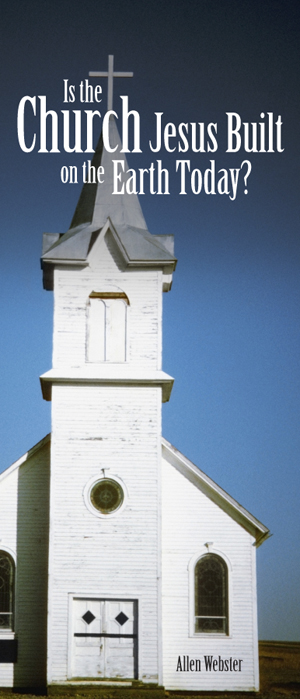 Is the
Church Jesus Built
on the Earth Today?
Allen Webster